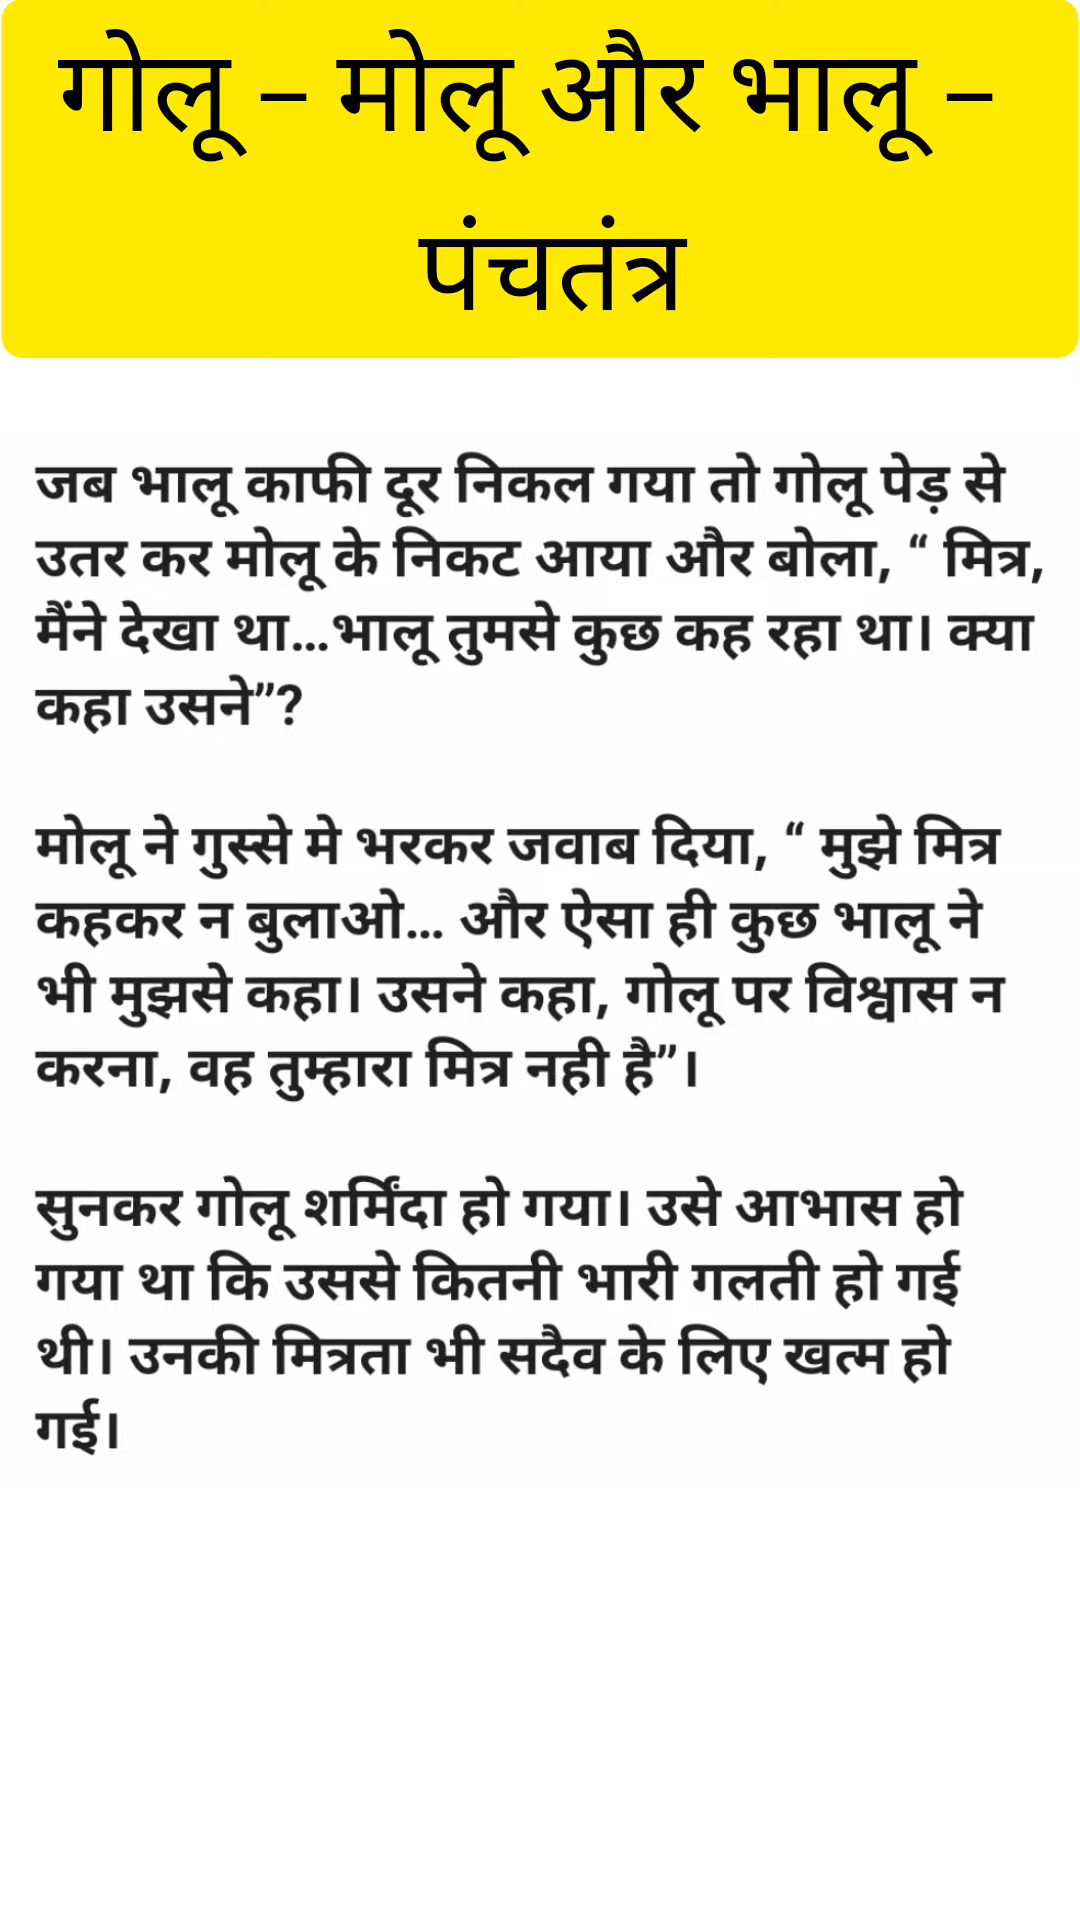 गोलू – मोलू और भालू –
पंचतंत्र
जब भालू काफी दूर निकल गया तो गोलू पेड़ से
उतर कर मोलू के निकट आया और बोला, “ मित्र,
मैंने देखा था...भालू तुमसे कुछ कह रहा था। क्या
कहा उसने”?
मोलू ने गुस्से मे भरकर जवाब दिया, “ मुझे मित्र
कहकर न बुलाओ... और ऐसा ही कुछ भालू ने
भी मुझसे कहा। उसने कहा, गोलू पर विश्वास न
करना, वह तुम्हारा मित्र नही है”।
सुनकर गोलू शर्मिंदा हो गया। उसे आभास हो
गया था कि उससे कितनी भारी गलती हो गई
थी। उनकी मित्रता भी सदैव के लिए खत्म हो
गई।